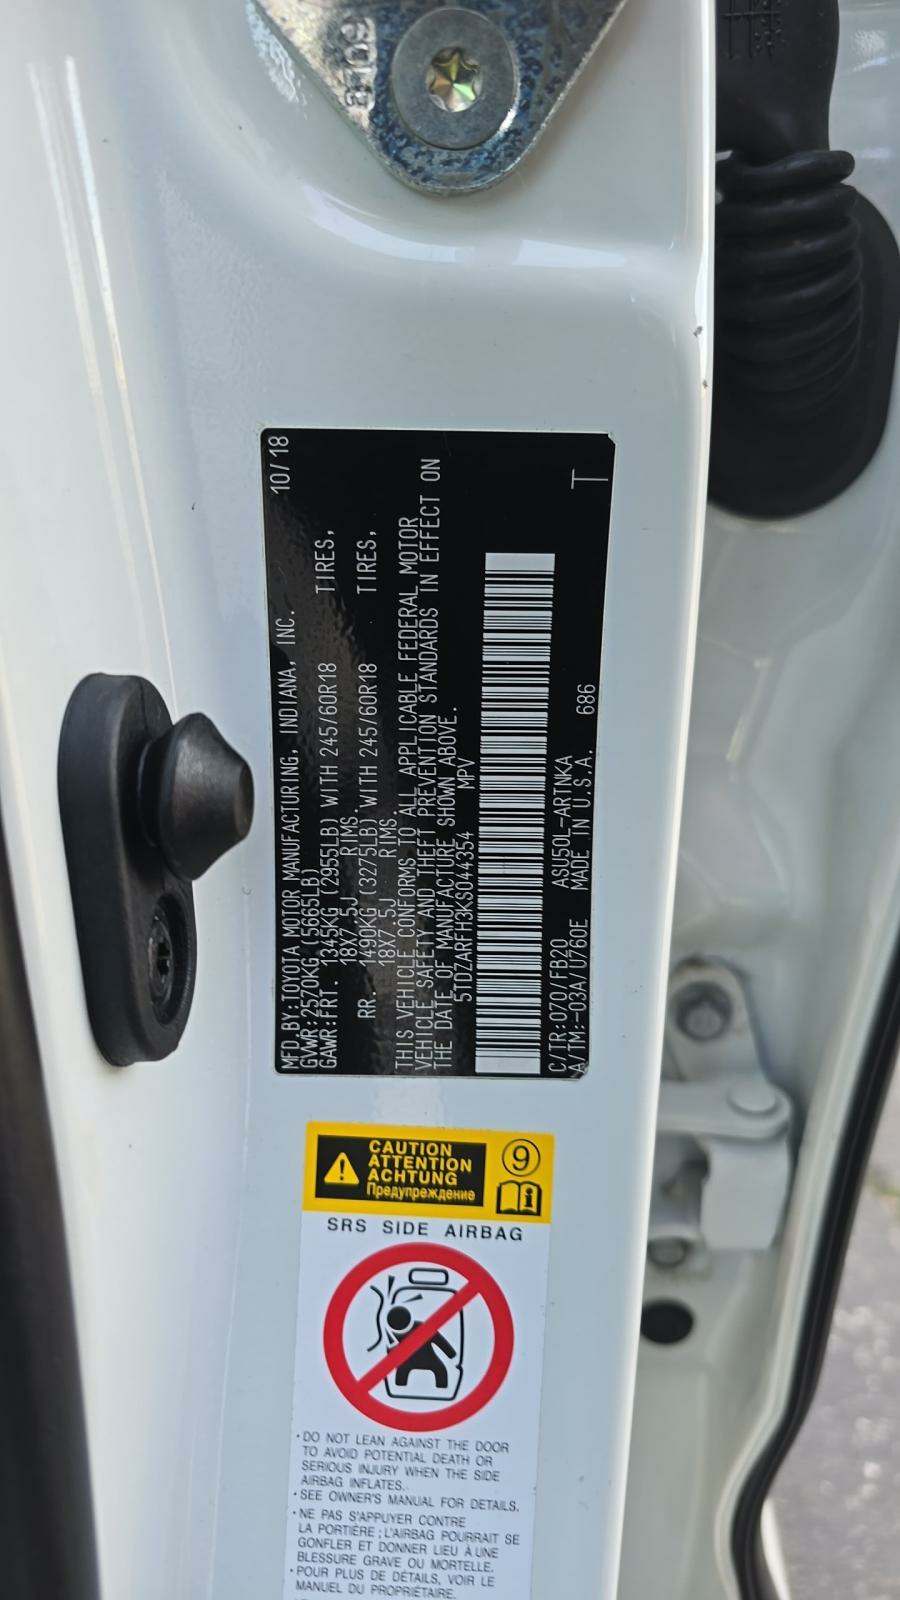 8109
MFD.BY:TOYOTA MOTOR MANUFACTURING, INDIANA, INC. 10/18
GVWR:2570KG (5665LB)
GAWR:FRT. 1345KG (2955LB) WITH 245/60R18 TIRES,
18X7.5J RIMS.
RR. 1490KG (3275LB) WITH 245/60R18 TIRES,
18X7.5J RIMS.
THIS VEHICLE CONFORMS TO ALL APPLICABLE FEDERAL MOTOR
VEHICLE SAFETY AND THEFT PREVENTION STANDARDS IN EFFECT ON
THE DATE OF MANUFACTURE SHOWN ABOVE.
5TDZARFH3KS044354 MPV
C/TR:070/FB20 ASU50L-ARTNKA
A/TM:-03A/U760E MADE IN U.S.A. 686
T
CAUTION
ATTENTION
ACHTUNG
Предупреждение
9
SRS SIDE AIRBAG
•DO NOT LEAN AGAINST THE DOOR
TO AVOID POTENTIAL DEATH OR
SERIOUS INJURY WHEN THE SIDE
AIRBAG INFLATES.
•SEE OWNER'S MANUAL FOR DETAILS.
•NE PAS S'APPUYER CONTRE
LA PORTIÈRE ; L'AIRBAG POURRAIT SE
GONFLER ET DONNER LIEU À UNE
BLESSURE GRAVE OU MORTELLE.
•POUR PLUS DE DÉTAILS, VOIR LE
MANUEL DU PROPRIÉTAIRE.